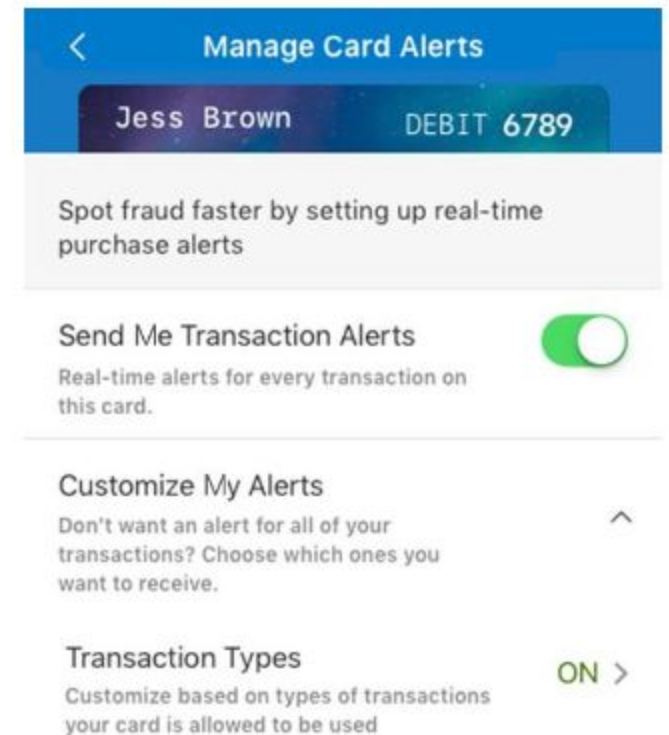 Manage Card Alerts
Jess Brown DEBIT 6789
Spot fraud faster by setting up real-time
purchase alerts
Send Me Transaction Alerts
Real-time alerts for every transaction on
this card.
Customize My Alerts
Don't want an alert for all of your
transactions? Choose which ones you
want to receive.
Transaction Types
ON
Customize based on types of transactions
your card is allowed to be used